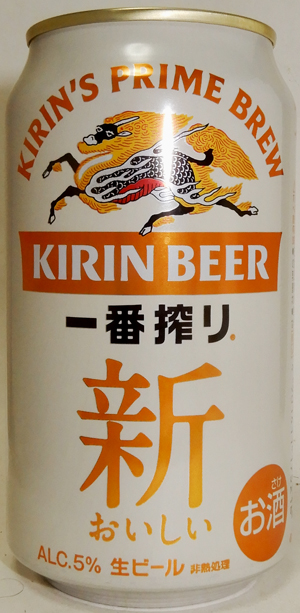 KIRIN'S PRIME BREW
KIRIN BEER
一番搾り®
新
おいしい
さけ
お酒
ALC.5% 生ビール 非熱処理